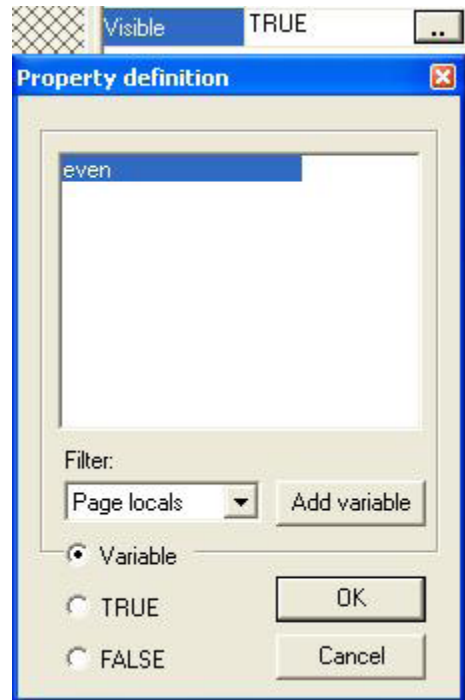 Visible TRUE ..
Property definition
even
Filter:
Page locals Add variable
Variable
TRUE OK
FALSE Cancel